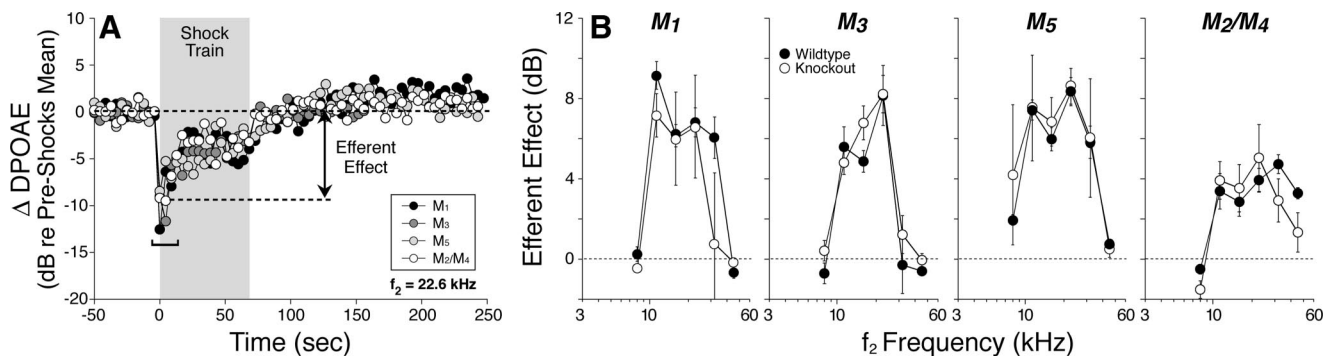 A
Shock
Train
Efferent
Effect
M1
M3
M5
M2/M4
f2 = 22.6 kHz
Δ DPOAE
(dB re Pre-Shocks Mean)
10
5
0
-5
-10
-15
-20
-50
0
50
100
150
200
250
Time (sec)
B
M1
M3
M5
M2/M4
Wildtype
Knockout
Efferent Effect (dB)
12
8
4
0
3
10
60
3
10
60
3
10
60
3
10
60
f2 Frequency (kHz)